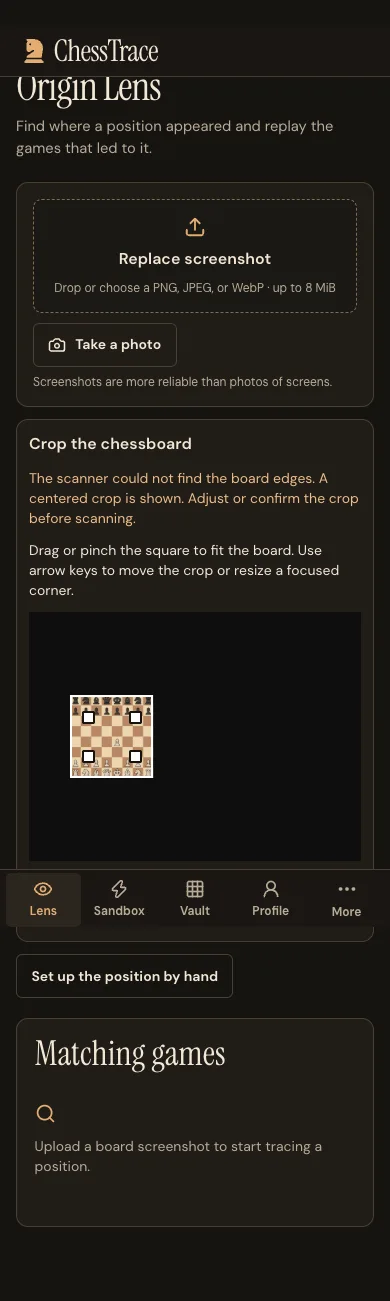 ChessTrace
Origin Lens
Find where a position appeared and replay the
games that led to it.
Replace screenshot
Drop or choose a PNG, JPEG, or WebP · up to 8 MiB
Take a photo
Screenshots are more reliable than photos of screens.
Crop the chessboard
The scanner could not find the board edges. A
centered crop is shown. Adjust or confirm the crop
before scanning.
Drag or pinch the square to fit the board. Use
arrow keys to move the crop or resize a focused
corner.
Lens
Sandbox
Vault
Profile
More
Set up the position by hand
Matching games
Upload a board screenshot to start tracing a
position.